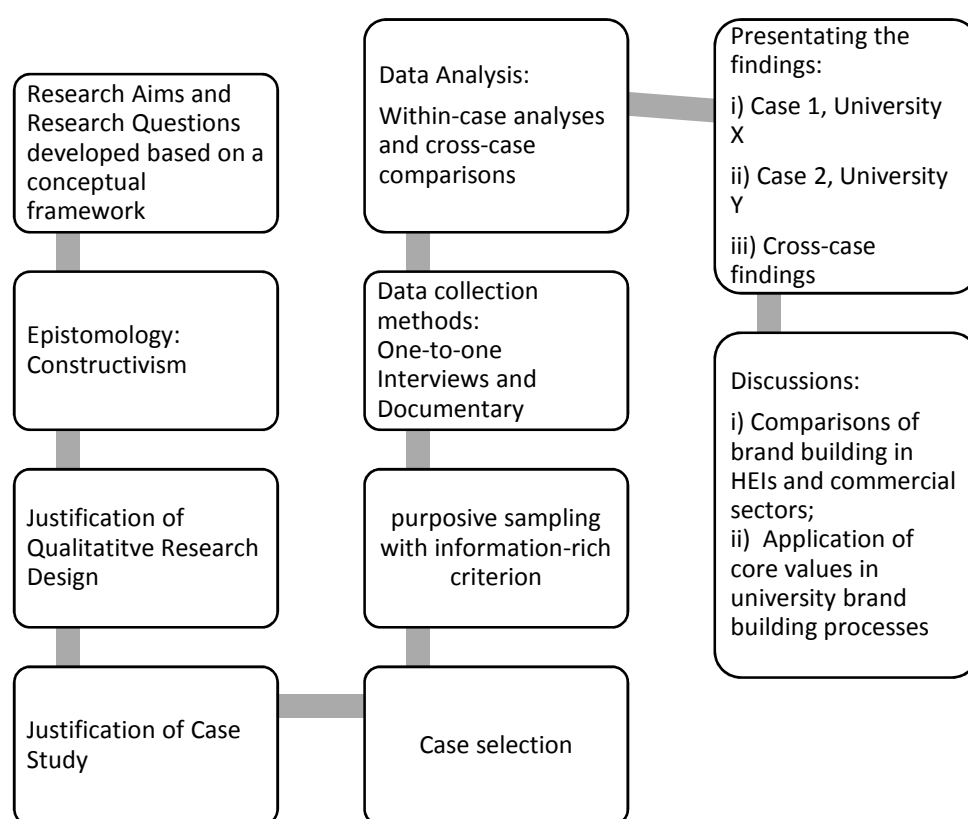 Research Aims and
Research Questions
developed based on a
conceptual
framework
Epistomology:
Constructivism
Justification of
Qualitatitve Research
Design
Justification of Case
Study
Case selection
purposive sampling
with information-rich
criterion
Data collection
methods:
One-to-one
Interviews and
Documentary
Data Analysis:
Within-case analyses
and cross-case
comparisons
Presentating the
findings:
i) Case 1, University
X
ii) Case 2, University
Y
iii) Cross-case
findings
Discussions:
i) Comparisons of
brand building in
HEIs and commercial
sectors;
ii) Application of
core values in
university brand
building processes